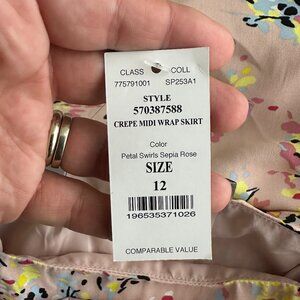 CLASS COLL
775791001 SP253A1
STYLE
570387588
CREPE MIDI WRAP SKIRT
Color
Petal Swirls Sepia Rose
SIZE
12
196535371026
COMPARABLE VALUE